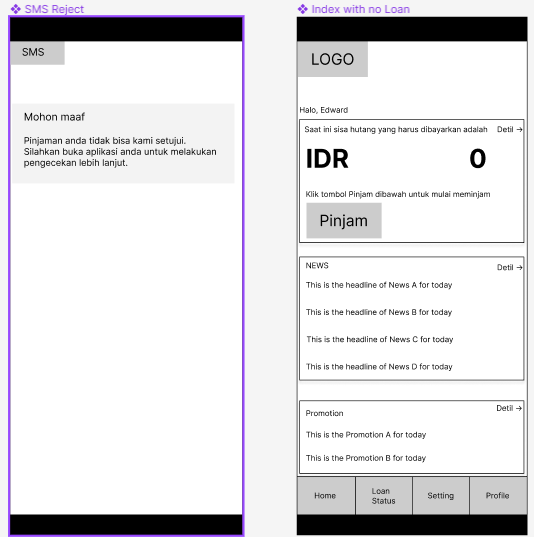 SMS Reject
SMS
Mohon maaf
Pinjaman anda tidak bisa kami setujui.
Silahkan buka aplikasi anda untuk melakukan
pengecekan lebih lanjut.
Index with no Loan
LOGO
Halo, Edward
Saat ini sisa hutang yang harus dibayarkan adalah Detil →
IDR 0
Klik tombol Pinjam dibawah untuk mulai meminjam
Pinjam
NEWS Detil →
This is the headline of News A for today
This is the headline of News B for today
This is the headline of News C for today
This is the headline of News D for today
Promotion Detil →
This is the Promotion A for today
This is the Promotion B for today
Home
Loan
Status
Setting
Profile